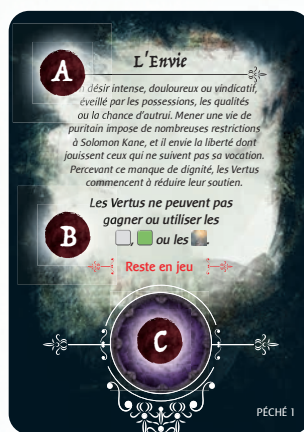 A
L'Envie
désir intense, douloureux ou vindicatif,
éveillé par les possessions, les qualités
ou la chance d'autrui. Mener une vie de
puritain impose de nombreuses restrictions
à Solomon Kane, et il envie la liberté dont
jouissent ceux qui ne suivent pas sa vocation.
Percevant ce manque de dignité, les Vertus
commencent à réduire leur soutien.
B
Les Vertus ne peuvent pas
gagner ou utiliser les
, ou les .
Reste en jeu
C
PÉCHÉ 1